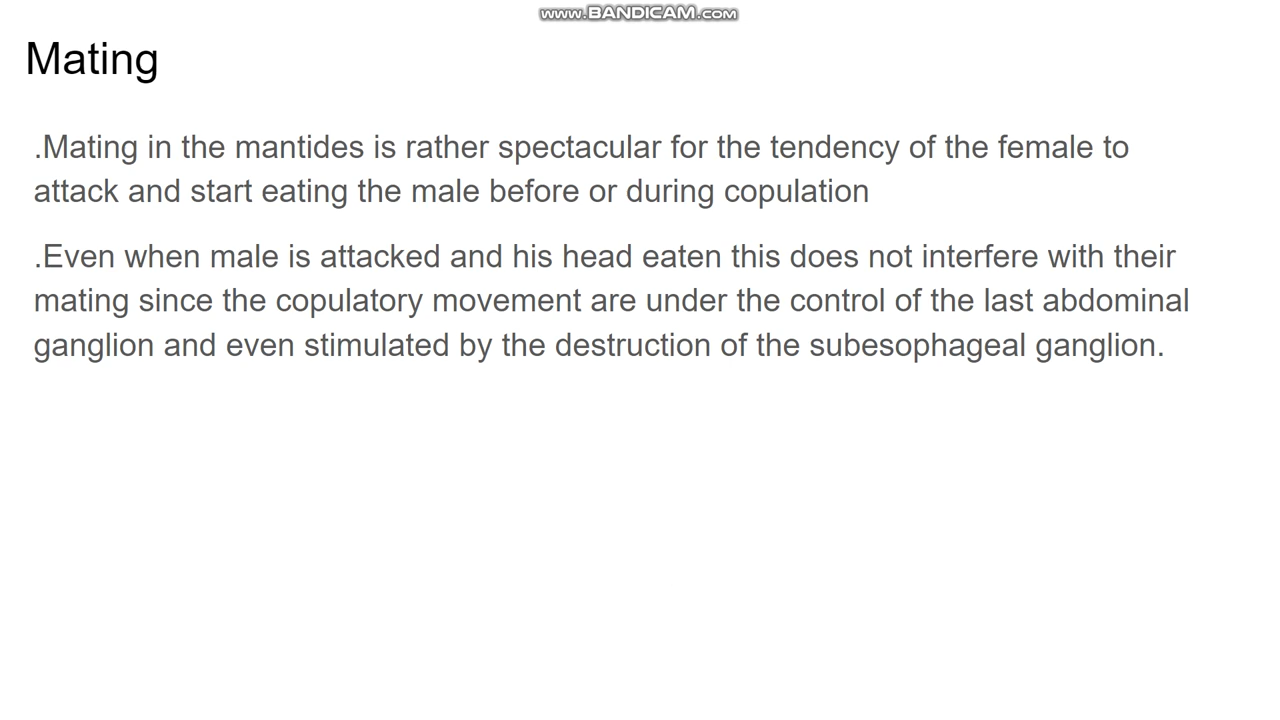 www.BANDICAM.com
Mating
.Mating in the mantides is rather spectacular for the tendency of the female to
attack and start eating the male before or during copulation
.Even when male is attacked and his head eaten this does not interfere with their
mating since the copulatory movement are under the control of the last abdominal
ganglion and even stimulated by the destruction of the subesophageal ganglion.